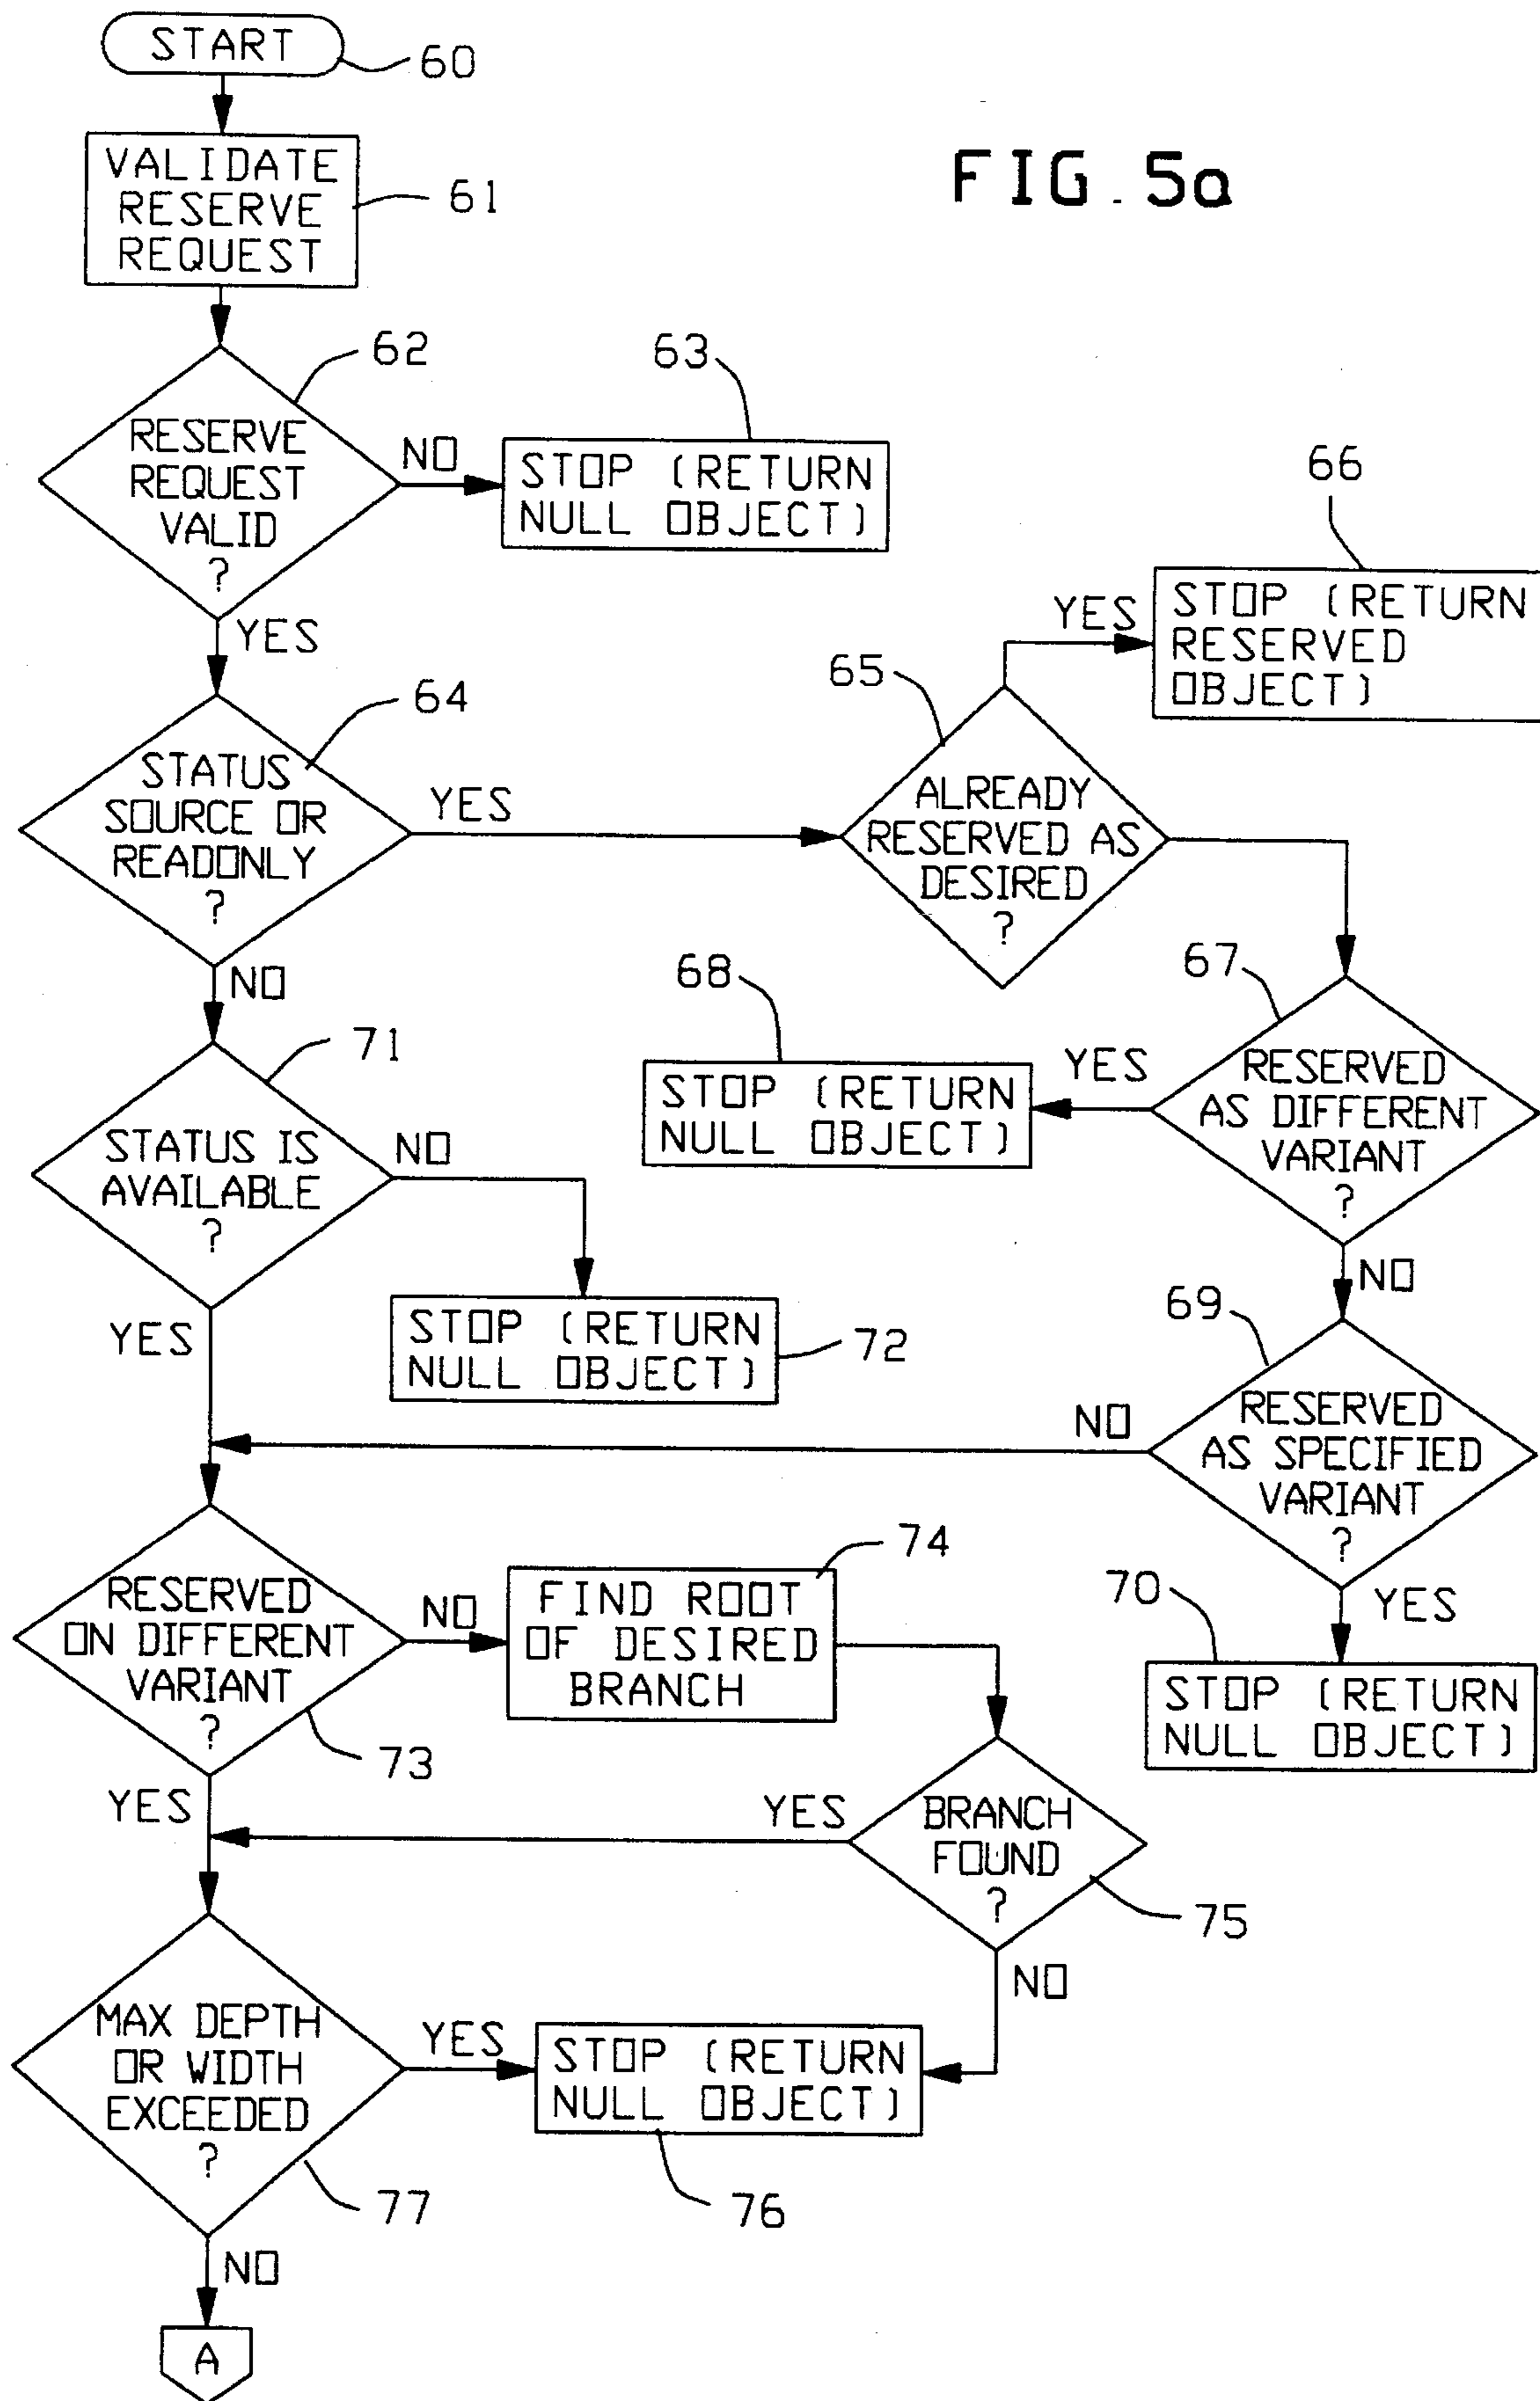 START
60
FIG. 5a
VALIDATE
RESERVE
REQUEST
61
62
RESERVE
REQUEST
VALID
?
NO
63
STOP (RETURN
NULL OBJECT)
YES
66
STOP (RETURN
RESERVED
OBJECT)
YES
65
ALREADY
RESERVED AS
DESIRED
?
64
STATUS
SOURCE OR
READONLY
?
YES
NO
67
RESERVED
AS DIFFERENT
VARIANT
?
YES
68
STOP (RETURN
NULL OBJECT)
NO
71
STATUS IS
AVAILABLE
?
NO
STOP (RETURN
NULL OBJECT)
72
YES
69
RESERVED
AS SPECIFIED
VARIANT
?
NO
YES
70
STOP (RETURN
NULL OBJECT)
RESERVED
ON DIFFERENT
VARIANT
?
73
NO
74
FIND ROOT
OF DESIRED
BRANCH
YES
YES
BRANCH
FOUND
?
75
NO
MAX DEPTH
OR WIDTH
EXCEEDED
?
77
YES
STOP (RETURN
NULL OBJECT)
76
NO
A